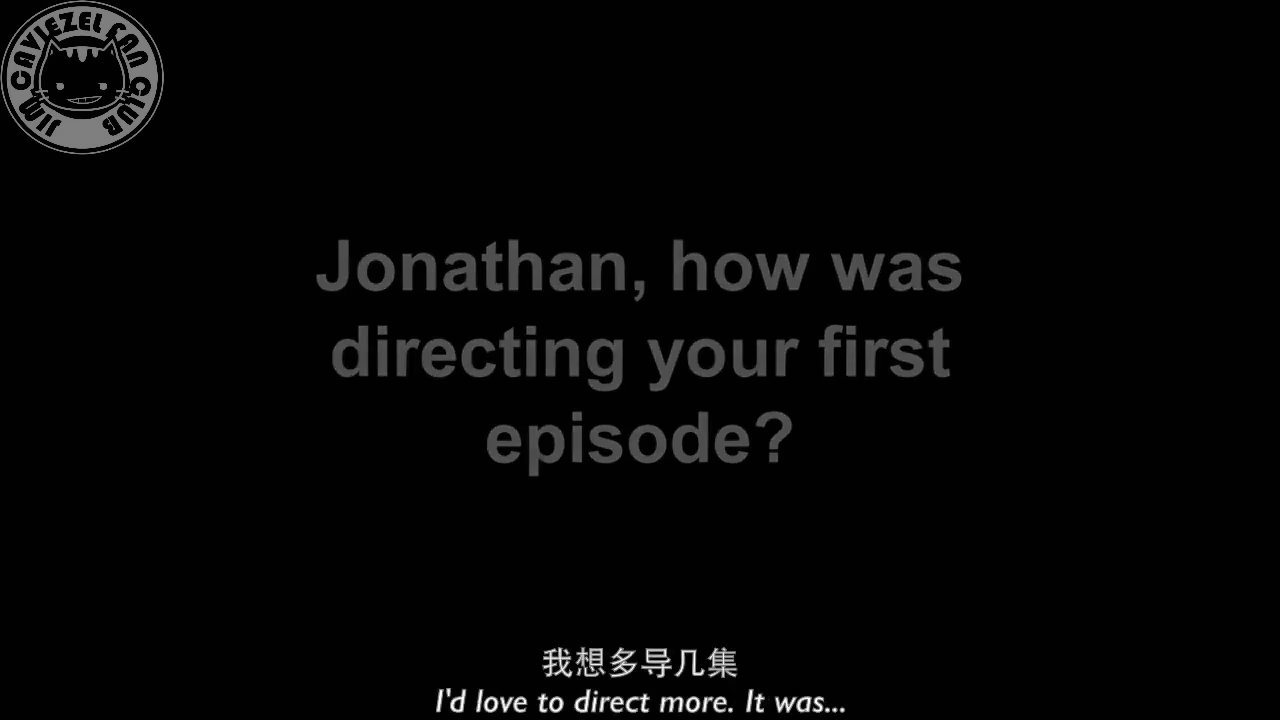 JIM CAVIEZEL FAN CLUB
Jonathan, how was
directing your first
episode?
我想多导几集
I'd love to direct more. It was...